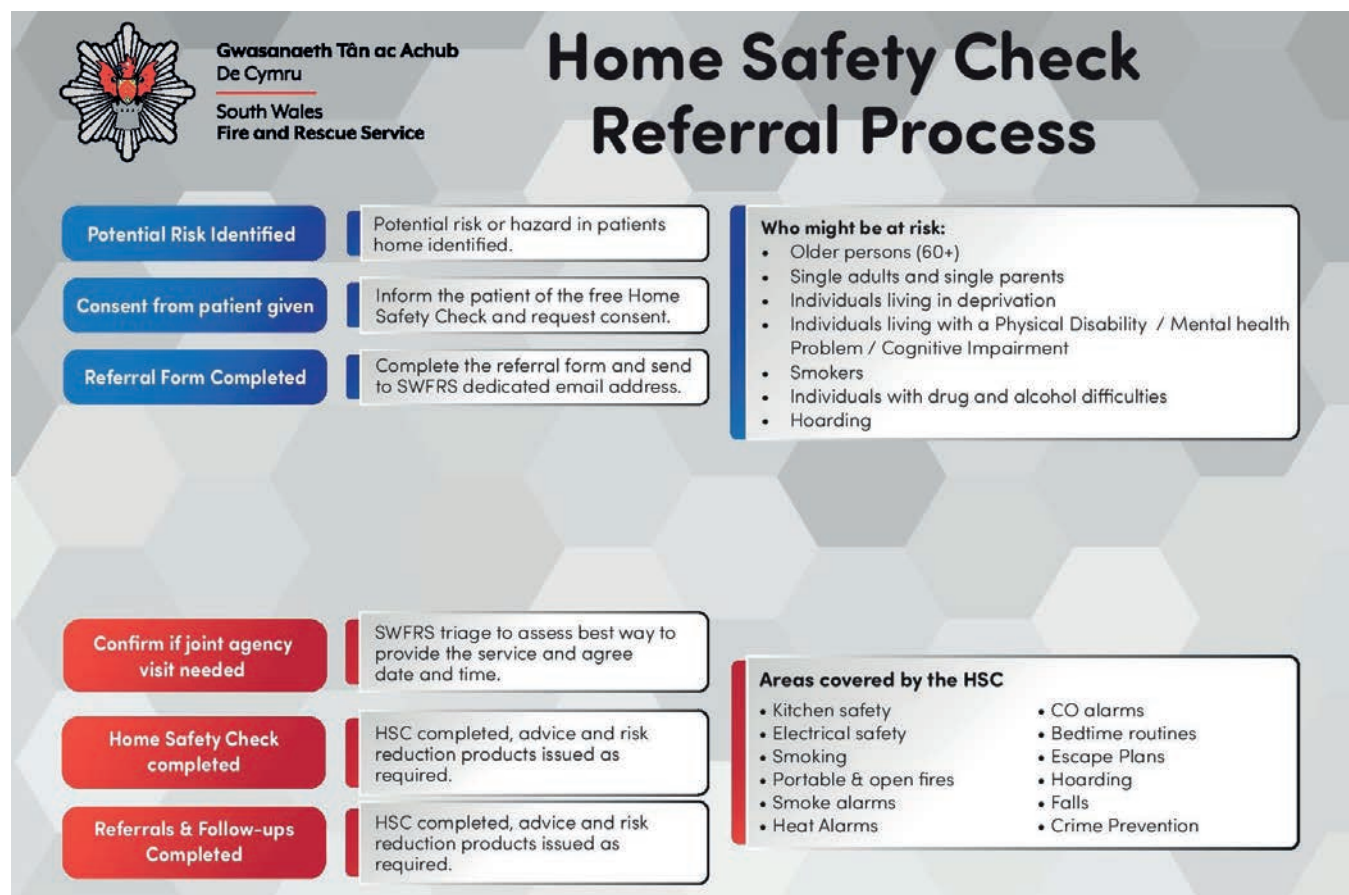 Gwasanaeth Tân ac Achub
De Cymru
South Wales
Fire and Rescue Service
Home Safety Check
Referral Process
Potential Risk Identified
Potential risk or hazard in patients
home identified.
Consent from patient given
Inform the patient of the free Home
Safety Check and request consent.
Referral Form Completed
Complete the referral form and send
to SWFRS dedicated email address.
Who might be at risk:
• Older persons (60+)
• Single adults and single parents
• Individuals living in deprivation
• Individuals living with a Physical Disability / Mental health
Problem / Cognitive Impairment
• Smokers
• Individuals with drug and alcohol difficulties
• Hoarding
Confirm if joint agency
visit needed
SWFRS triage to assess best way to
provide the service and agree
date and time.
Home Safety Check
completed
HSC completed, advice and risk
reduction products issued as
required.
Referrals & Follow-ups
Completed
HSC completed, advice and risk
reduction products issued as
required.
Areas covered by the HSC
• Kitchen safety
• Electrical safety
• Smoking
• Portable & open fires
• Smoke alarms
• Heat Alarms
• CO alarms
• Bedtime routines
• Escape Plans
• Hoarding
• Falls
• Crime Prevention